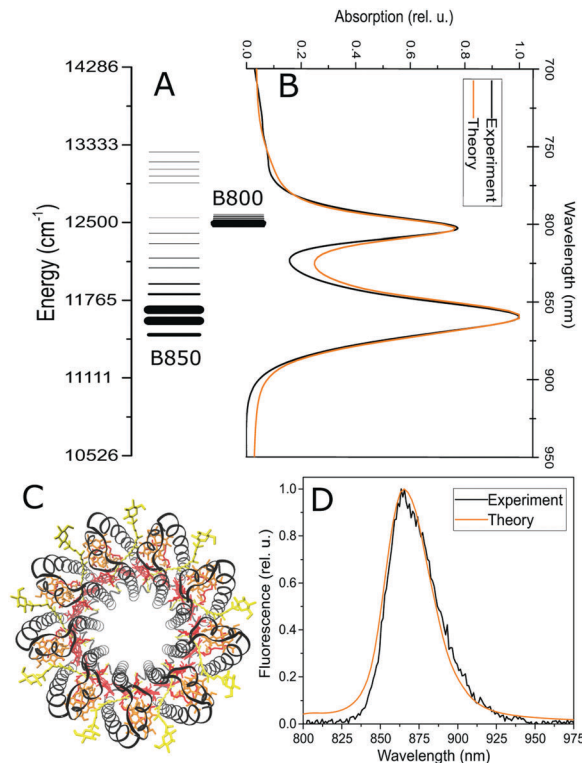 Absorption (rel. u.)
0.0 0.2 0.4 0.6 0.8 1.0
A
B
14286
13333
12500
11765
11111
10526
Energy (cm⁻¹)
B800
B850
Experiment
Theory
700
750
800
850
900
950
Wavelength (nm)
C
D
Experiment
Theory
1.0
0.8
0.6
0.4
0.2
0.0
Fluorescence (rel. u.)
800 825 850 875 900 925 950 975
Wavelength (nm)